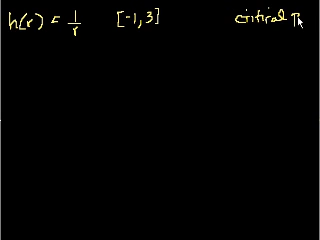 h(r) = 1/r [-1,3] critical